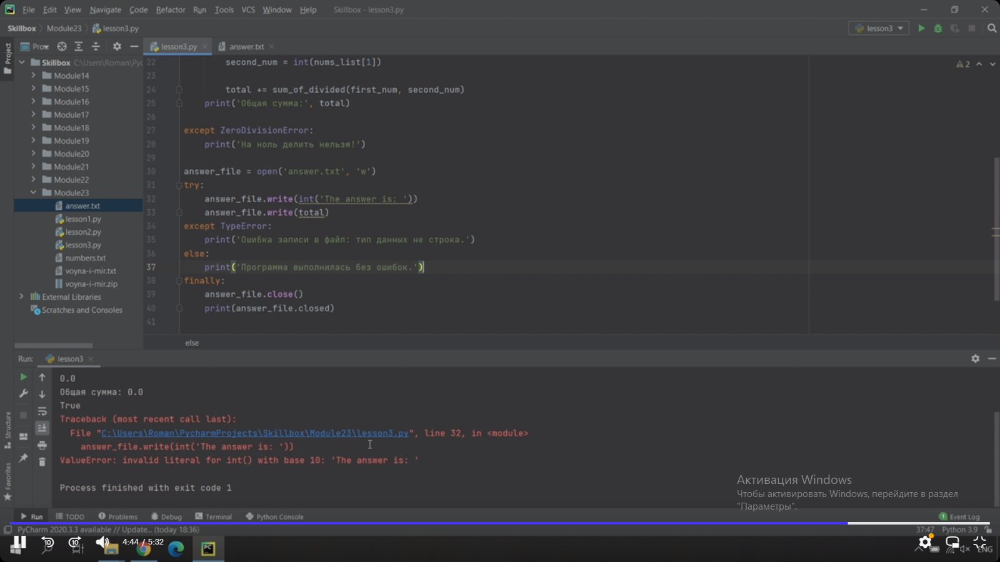 File Edit View Navigate Code Refactor Run Tools VCS Window Help Skillbox - lesson3.py
Skillbox Module23 lesson3.py lesson3
Project
lesson3.py answer.txt
Skillbox C:\Users\Roman\Pyc
Module14
Module15
Module16
Module17
Module18
Module19
Module20
Module21
Module22
Module23
answer.txt
lesson1.py
lesson2.py
lesson3.py
numbers.txt
voyna-i-mir.txt
voyna-i-mir.zip
External Libraries
Scratches and Consoles
2
22 second_num = int(nums_list[1])
23
24 total += sum_of_divided(first_num, second_num)
25 print('Общая сумма:', total)
26
27 except ZeroDivisionError:
28 print('На ноль делить нельзя!')
29
30 answer_file = open('answer.txt', 'w')
31 try:
32 answer_file.write(int('The answer is: '))
33 answer_file.write(total)
34 except TypeError:
35 print('Ошибка записи в файл: тип данных не строка.')
36 else:
37 print('Программа выполнилась без ошибок.')
38 finally:
39 answer_file.close()
40 print(answer_file.closed)
41
else
Run: lesson3
0.0
Общая сумма: 0.0
True
Traceback (most recent call last):
File "C:\Users\Roman\PycharmProjects\Skillbox\Module23\lesson3.py", line 32, in <module>
answer_file.write(int('The answer is: '))
ValueError: invalid literal for int() with base 10: 'The answer is: '
Process finished with exit code 1
Structure
Favorites
Активация Windows
Чтобы активировать Windows, перейдите в раздел
"Параметры".
Run TODO Problems Debug Terminal Python Console 1 Event Log
PyCharm 2020.3.3 available // Update... (today 18:36) 37:47 Python 3.9
10 10 4:44 / 5:32 ENG